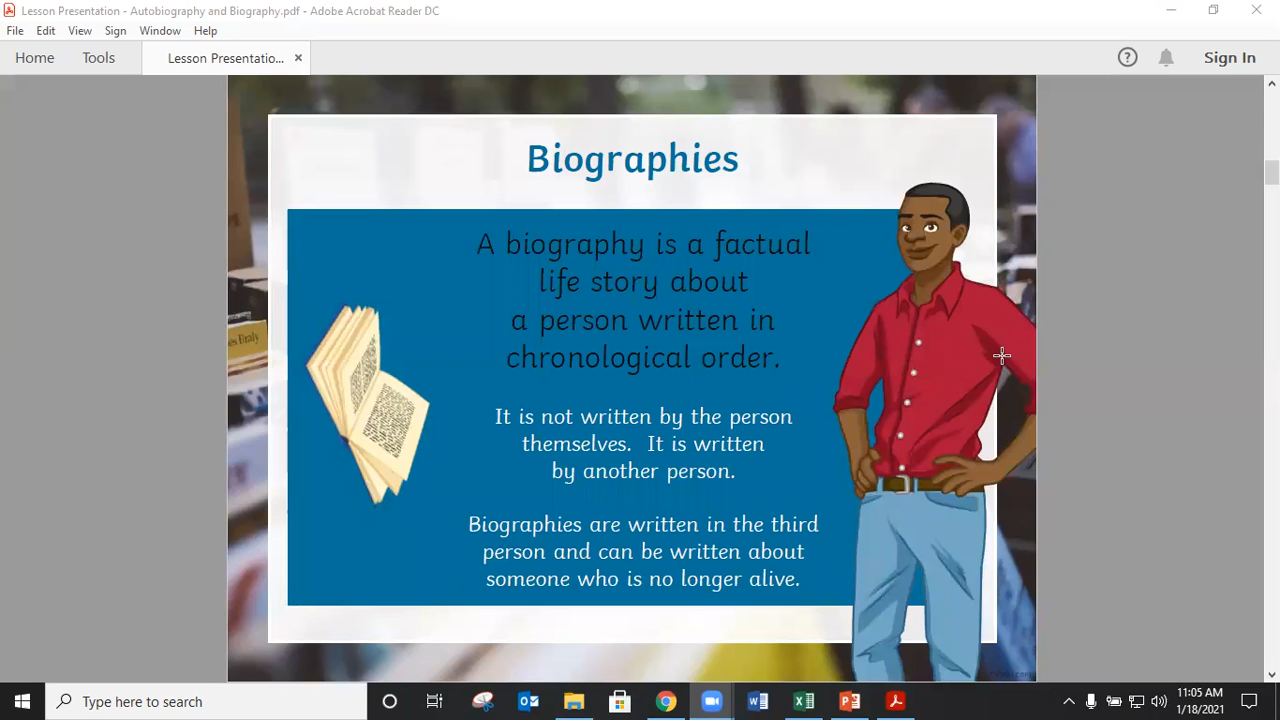 Lesson Presentation - Autobiography and Biography.pdf - Adobe Acrobat Reader DC
File Edit View Sign Window Help
Home Tools Lesson Presentatio... × Sign In
Biographies
A biography is a factual
life story about
a person written in
chronological order.
It is not written by the person
themselves. It is written
by another person.
Biographies are written in the third
person and can be written about
someone who is no longer alive.
Type here to search
11:05 AM
1/18/2021